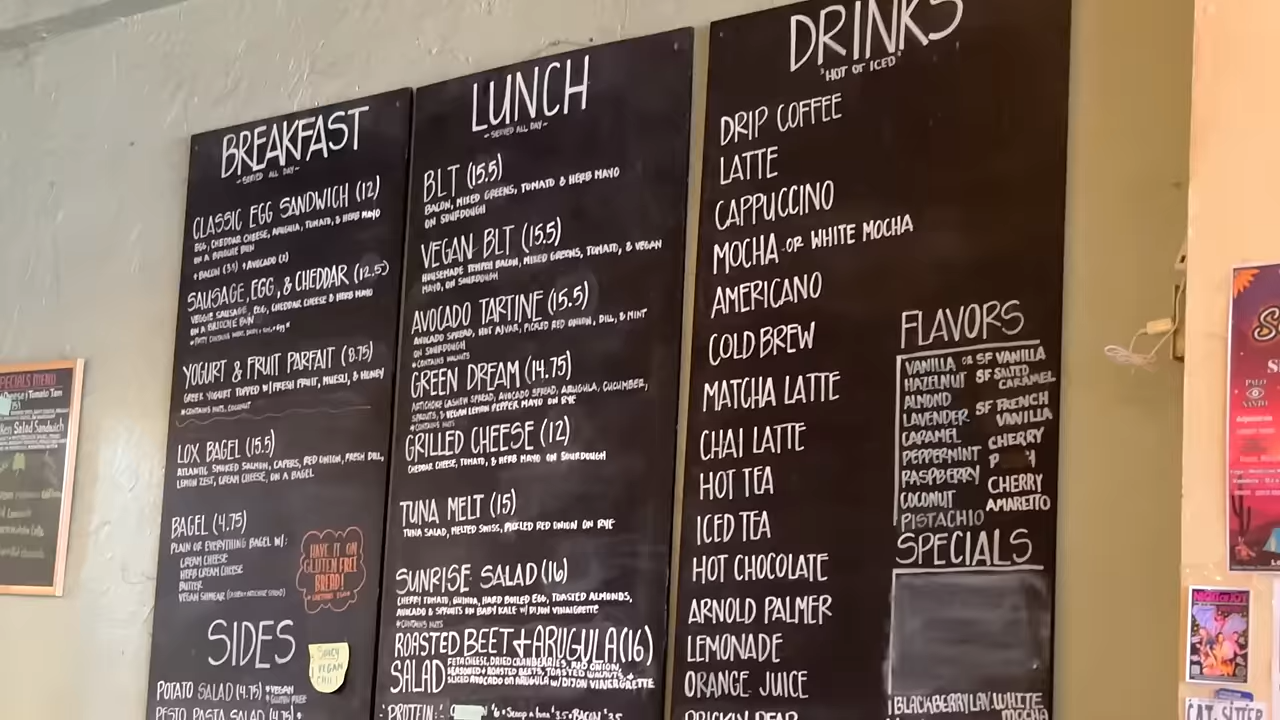 BREAKFAST
- SERVED ALL DAY -
CLASSIC EGG SANDWICH (12)
EGG, CHEDDAR CHEESE, ARUGULA, TOMATO, & HERB MAYO
ON A BRIOCHE BUN
+ BACON (3.5) + AVOCADO (2)
SAUSAGE, EGG, & CHEDDAR (12.5)
VEGGIE SAUSAGE, EGG, CHEDDAR CHEESE & HERB MAYO
ON A BRIOCHE BUN
YOGURT & FRUIT PARFAIT (8.75)
GREEK YOGURT TOPPED W/ FRESH FRUIT, MUESLI, & HONEY
*CONTAINS NUTS, COCONUT
LOX BAGEL (15.5)
ATLANTIC SMOKED SALMON, CAPERS, RED ONION, FRESH DILL,
LEMON ZEST, CREAM CHEESE, ON A BAGEL
BAGEL (4.75)
PLAIN OR EVERYTHING BAGEL W/:
CREAM CHEESE
HERB CREAM CHEESE
BUTTER
VEGAN SHMEAR
HAVE IT ON
GLUTEN FREE
BREAD!
SIDES
SPICY
VEGAN
CHILI
POTATO SALAD (4.75) *VEGAN
*GLUTEN FREE
PESTO PASTA SALAD (4.75)
LUNCH
- SERVED ALL DAY -
BLT (15.5)
BACON, MIXED GREENS, TOMATO & HERB MAYO
ON SOURDOUGH
VEGAN BLT (15.5)
HOUSEMADE TEMPEH BACON, MIXED GREENS, TOMATO, & VEGAN
MAYO, ON SOURDOUGH
AVOCADO TARTINE (15.5)
AVOCADO SPREAD, HOT AJVAR, PICKLED RED ONION, DILL, & MINT
ON SOURDOUGH
*CONTAINS WALNUTS
GREEN DREAM (14.75)
ARTICHOKE CASHEW SPREAD, AVOCADO SPREAD, ARUGULA, CUCUMBER,
SPROUTS, & VEGAN LEMON PEPPER MAYO ON RYE
*CONTAINS NUTS
GRILLED CHEESE (12)
CHEDDAR CHEESE, TOMATO, & HERB MAYO ON SOURDOUGH
TUNA MELT (15)
TUNA SALAD, MELTED SWISS, PICKLED RED ONION ON RYE
SUNRISE SALAD (16)
CHERRY TOMATO, QUINOA, HARD BOILED EGG, TOASTED ALMONDS,
AVOCADO & SPROUTS ON BABY KALE W/ DIJON VINAIGRETTE
*CONTAINS NUTS
ROASTED BEET + ARUGULA (16)
SALAD
FETA CHEESE, DRIED CRANBERRIES, RED ONION,
SEASONED + ROASTED BEETS, TOASTED WALNUTS, +
SLICED AVOCADO ON ARUGULA W/ DIJON VINERGRETTE
PROTEIN:
DRINKS
"HOT or ICED"
DRIP COFFEE
LATTE
CAPPUCCINO
MOCHA OR WHITE MOCHA
AMERICANO
COLD BREW
MATCHA LATTE
CHAI LATTE
HOT TEA
ICED TEA
HOT CHOCOLATE
ARNOLD PALMER
LEMONADE
ORANGE JUICE
PRICKLY PEAR
FLAVORS
VANILLA OR SF VANILLA
HAZELNUT
ALMOND
LAVENDER
CARAMEL
PEPPERMINT
RASPBERRY
COCONUT
PISTACHIO
SF SALTED
CARAMEL
SF FRENCH
VANILLA
CHERRY
CHERRY
AMARETTO
SPECIALS
BLACKBERRY LAV. WHITE
MOCHA
SPECIALS MENU
NIGHT OF JOY
CAT SITTER